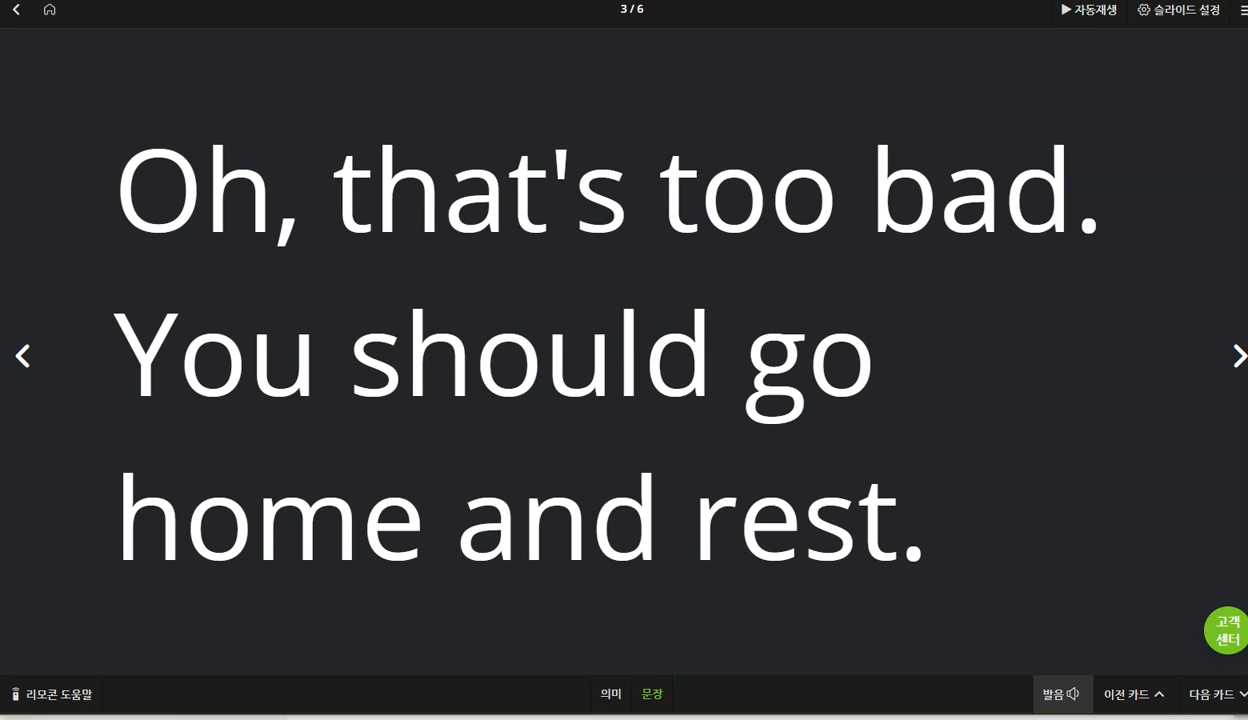 3 / 6
자동재생
슬라이드 설정
Oh, that's too bad.
You should go
home and rest.
고객
센터
리모콘 도움말
의미
문장
발음
이전 카드
다음 카드